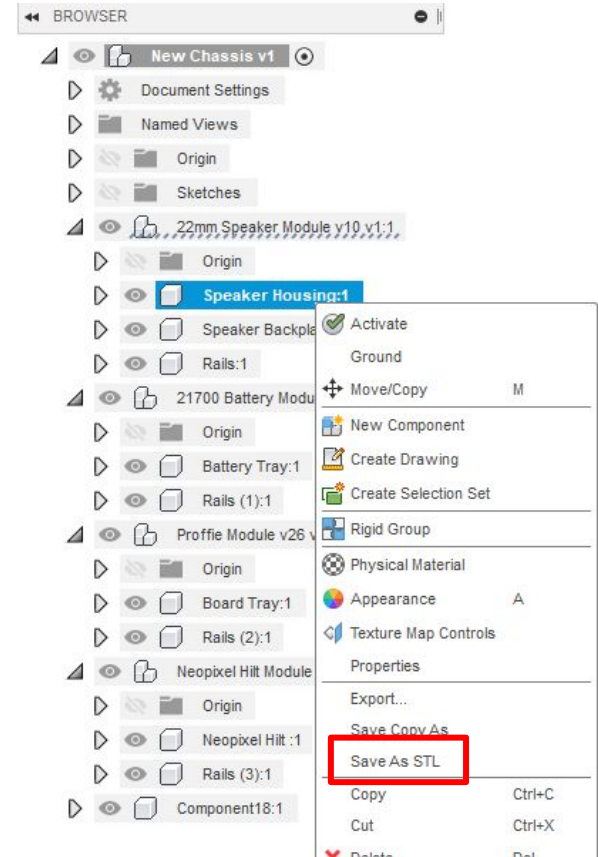 BROWSER
New Chassis v1
Document Settings
Named Views
Origin
Sketches
22mm Speaker Module v10 v1:1
Origin
Speaker Housing:1
Speaker Backpla
Rails:1
21700 Battery Modu
Origin
Battery Tray:1
Rails (1):1
Proffie Module v26 v
Origin
Board Tray:1
Rails (2):1
Neopixel Hilt Module
Origin
Neopixel Hilt :1
Rails (3):1
Component18:1
Activate
Ground
Move/Copy M
New Component
Create Drawing
Create Selection Set
Rigid Group
Physical Material
Appearance A
Texture Map Controls
Properties
Export...
Save Copy As
Save As STL
Copy Ctrl+C
Cut Ctrl+X
Delete Del